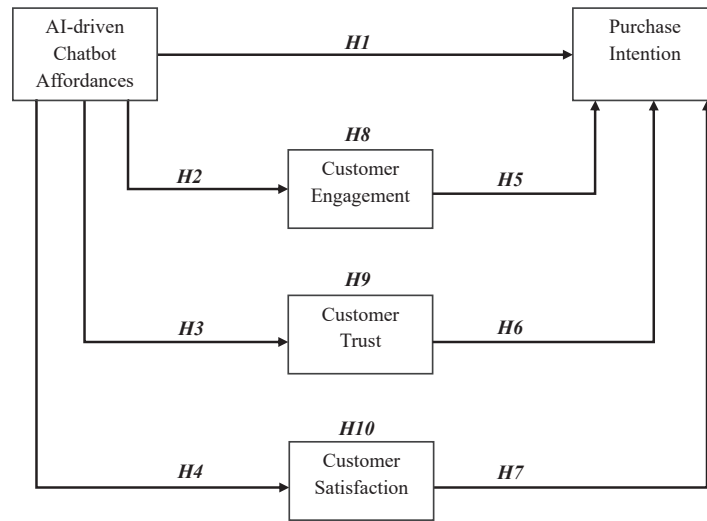 AI-driven
Chatbot
Affordances
H1
Purchase
Intention
H8
H2
Customer
Engagement
H5
H9
H3
Customer
Trust
H6
H10
H4
Customer
Satisfaction
H7